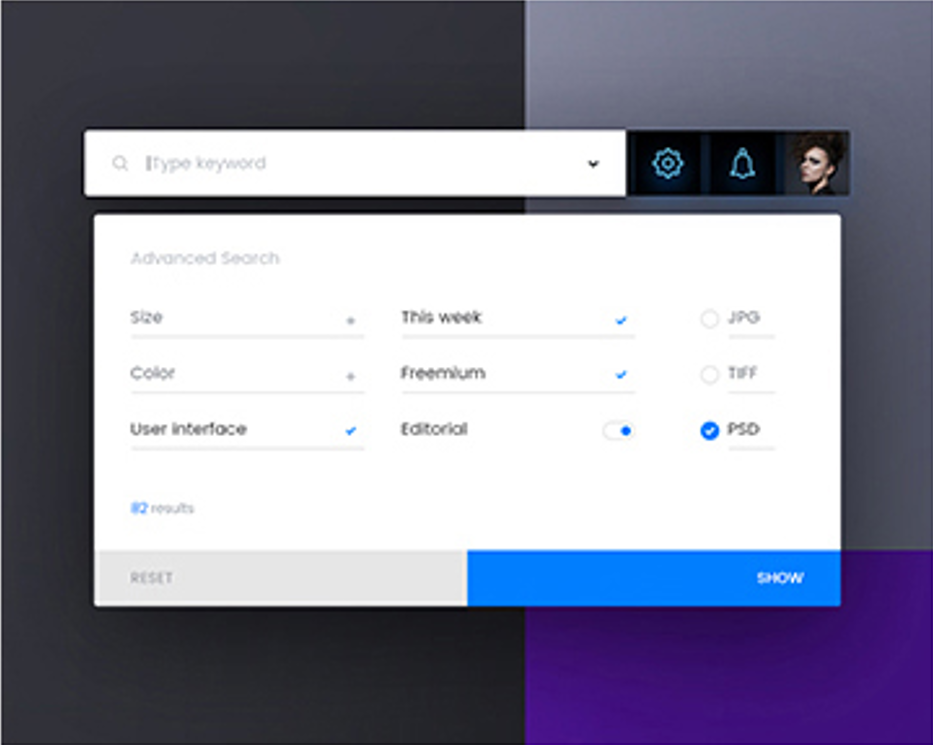 Type keyword
Advanced Search
Size This week JPG
Color Freemium TIFF
User interface Editorial PSD
82 results
RESET SHOW